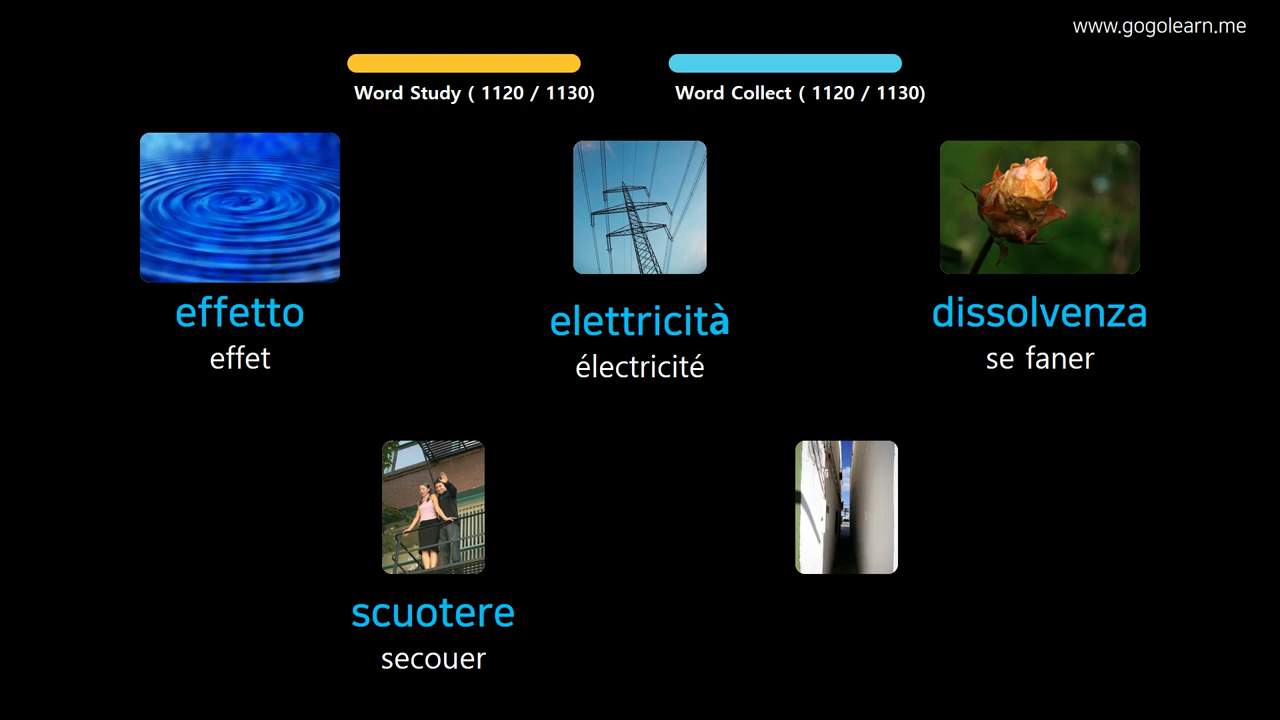 www.gogolearn.me
Word Study ( 1120 / 1130)
Word Collect ( 1120 / 1130)
effetto
effet
elettricità
électricité
dissolvenza
se faner
scuotere
secouer